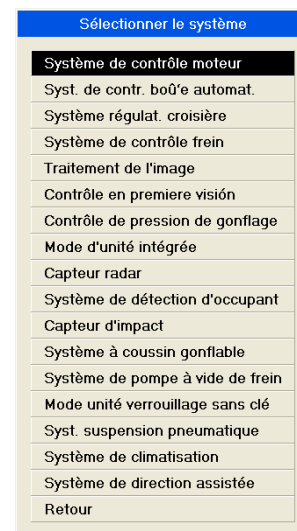 Sélectionner le système
Système de contrôle moteur
Syst. de contr. boû‘e automat.
Système régulat. croisière
Système de contrôle frein
Traitement de l'image
Contrôle en premiere visión
Contrôle de pression de gonflage
Mode d'unité intégrée
Capteur radar
Système de détection d'occupant
Capteur d'impact
Système à coussin gonflable
Système de pompe à vide de frein
Mode unité verrouillage sans clé
Syst. suspension pneumatique
Système de climatisation
Système de direction assistée
Retour